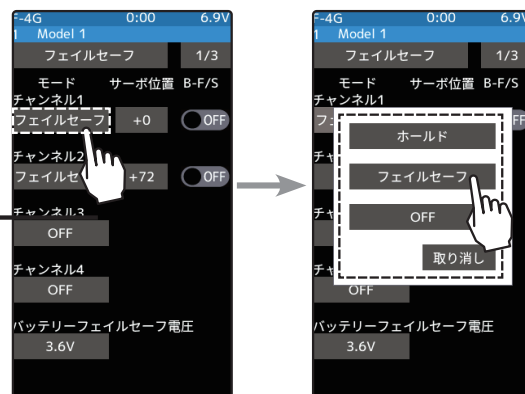 F-4G 0:00 6.9V
1 Model 1
フェイルセーフ 1/3
モード サーボ位置 B-F/S
チャンネル1
フェイルセーフ +0 OFF
チャンネル2
フェイルセ +72 OFF
チャンネル3
OFF
チャンネル4
OFF
バッテリーフェイルセーフ電圧
3.6V
F-4G 0:00 6.9V
1 Model 1
フェイルセーフ 1/3
モード サーボ位置 B-F/S
チャンネル1
ホールド
フェイルセーフ
OFF
取り消し
OFF
バッテリーフェイルセーフ電圧
3.6V